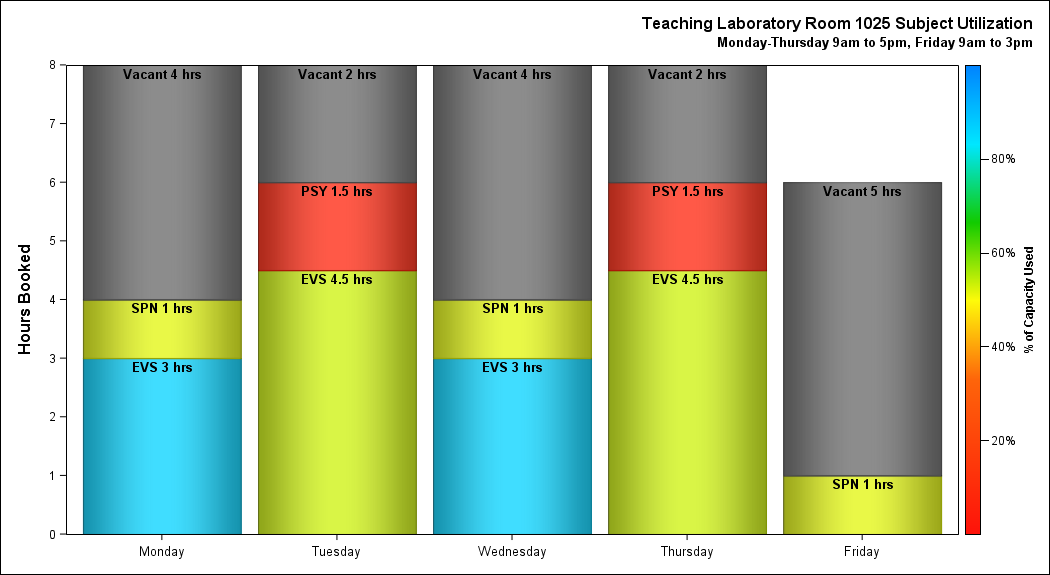 Teaching Laboratory Room 1025 Subject Utilization
Monday-Thursday 9am to 5pm, Friday 9am to 3pm
Hours Booked
8
7
6
5
4
3
2
1
0
Vacant 4 hrs
SPN 1 hrs
EVS 3 hrs
Vacant 2 hrs
PSY 1.5 hrs
EVS 4.5 hrs
Vacant 4 hrs
SPN 1 hrs
EVS 3 hrs
Vacant 2 hrs
PSY 1.5 hrs
EVS 4.5 hrs
Vacant 5 hrs
SPN 1 hrs
Monday
Tuesday
Wednesday
Thursday
Friday
80%
60%
40%
20%
% of Capacity Used